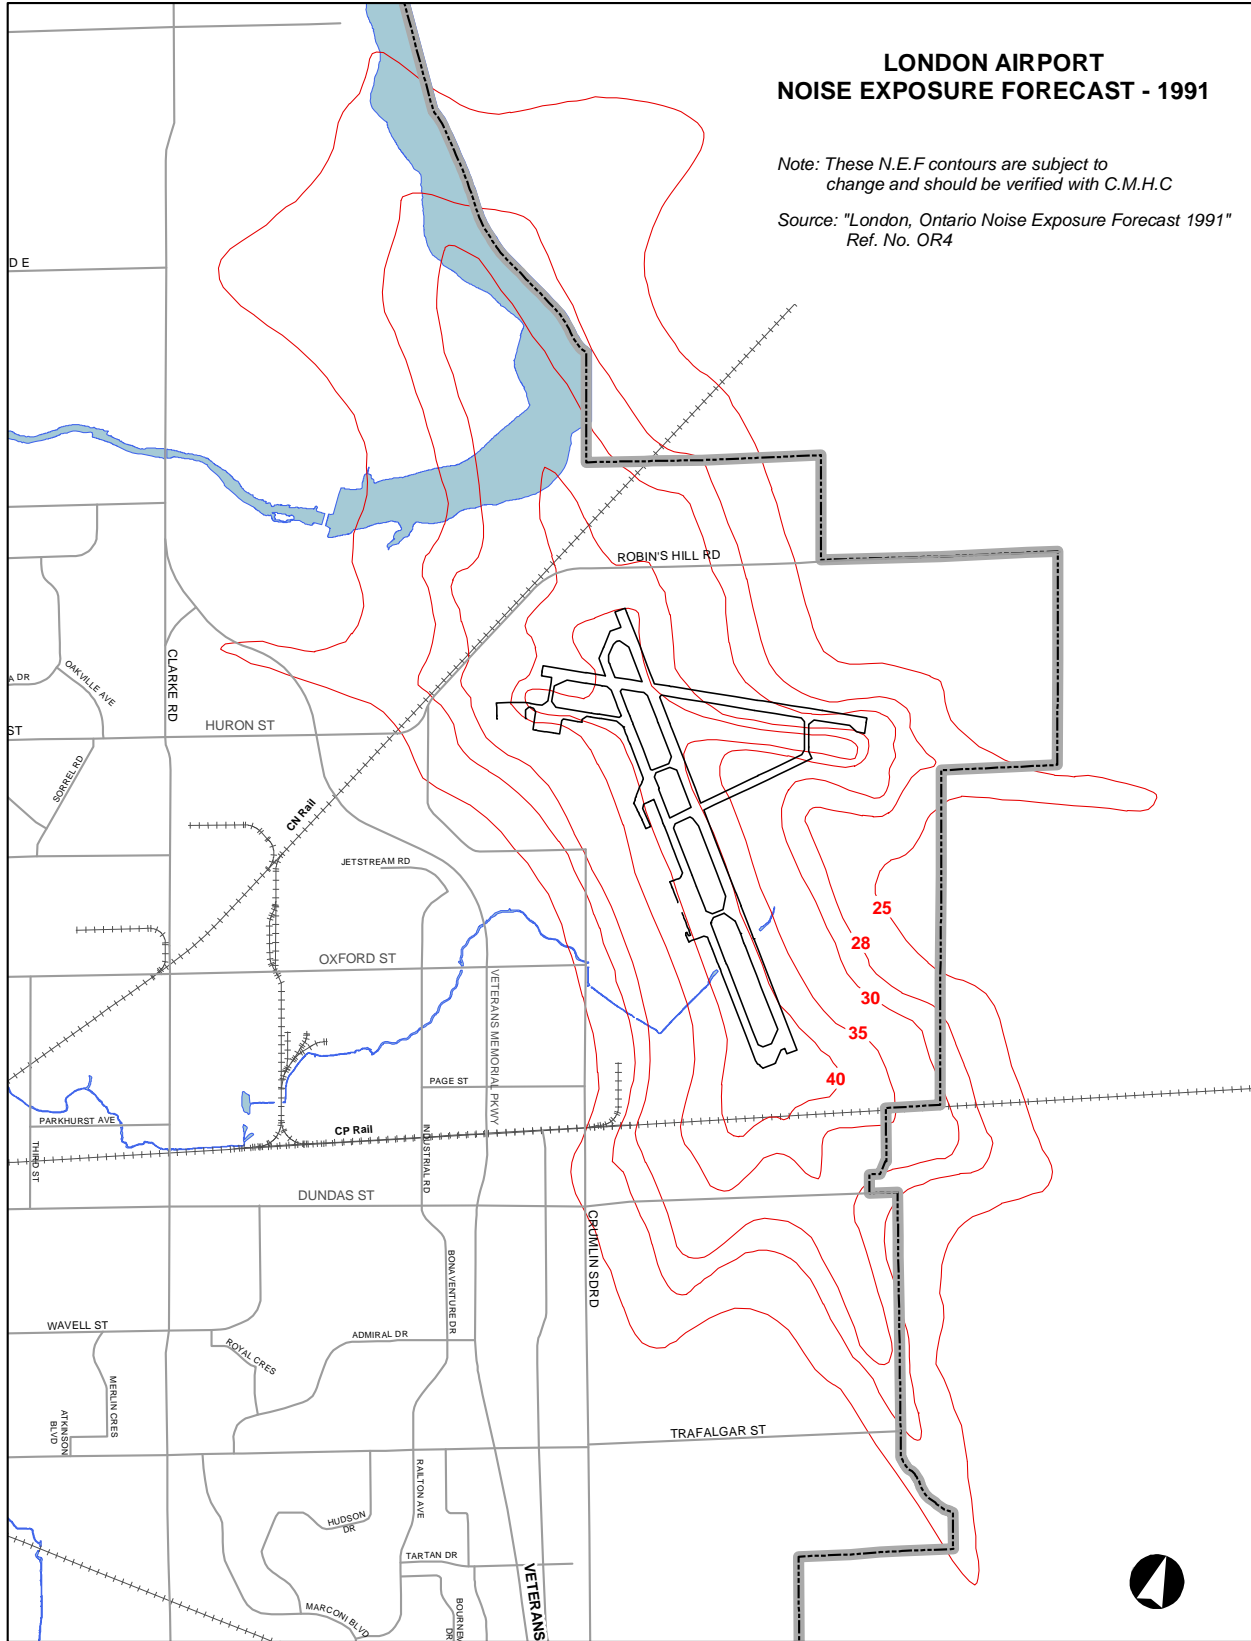 LONDON AIRPORT
NOISE EXPOSURE FORECAST - 1991
Note: These N.E.F contours are subject to
change and should be verified with C.M.H.C
Source: "London, Ontario Noise Exposure Forecast 1991"
Ref. No. OR4
D E
ROBIN'S HILL RD
A DR
OAKVILLE AVE
CLARKE RD
ST
HURON ST
SORREL RD
CN Rail
JETSTREAM RD
25
28
OXFORD ST
VETERANS MEMORIAL PKWY
30
35
40
PAGE ST
PARKHURST AVE
CP Rail
INDUSTRIAL RD
THIRD ST
DUNDAS ST
CRUMLIN SDRD
BONAVENTURE DR
WAVELL ST
ADMIRAL DR
ROYAL CRES
MERLIN CRES
ATKINSON
BLVD
TRAFALGAR ST
RAILTON AVE
HUDSON
DR
TARTAN DR
VETERANS
MARCONI BLVD
BOURNEM
DR